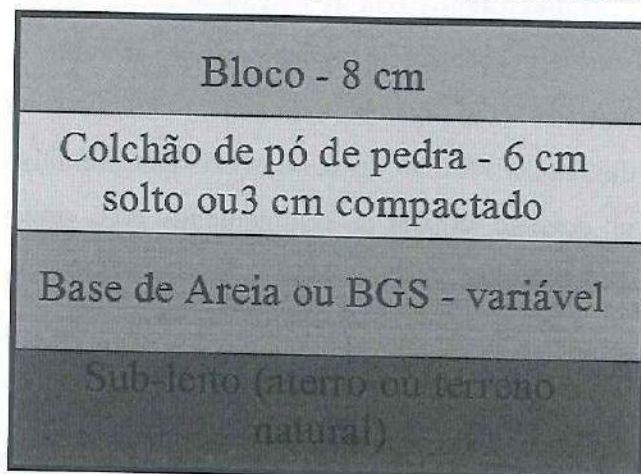 Bloco - 8 cm
Colchão de pó de pedra - 6 cm
solto ou3 cm compactado
Base de Areia ou BGS - variável
Sub-leito (aterro ou terreno
natural)